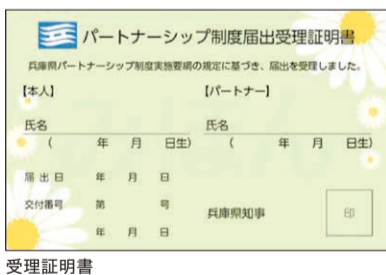 パートナーシップ制度届出受理証明書
兵庫県パートナーシップ制度実施要綱の規定に基づき、届出を受理しました。
【本人】 【パートナー】
氏名 氏名
( 年 月 日生) ( 年 月 日生)
届出日 年 月 日
交付番号 第 号
兵庫県知事 印
年 月 日
みほん
受理証明書